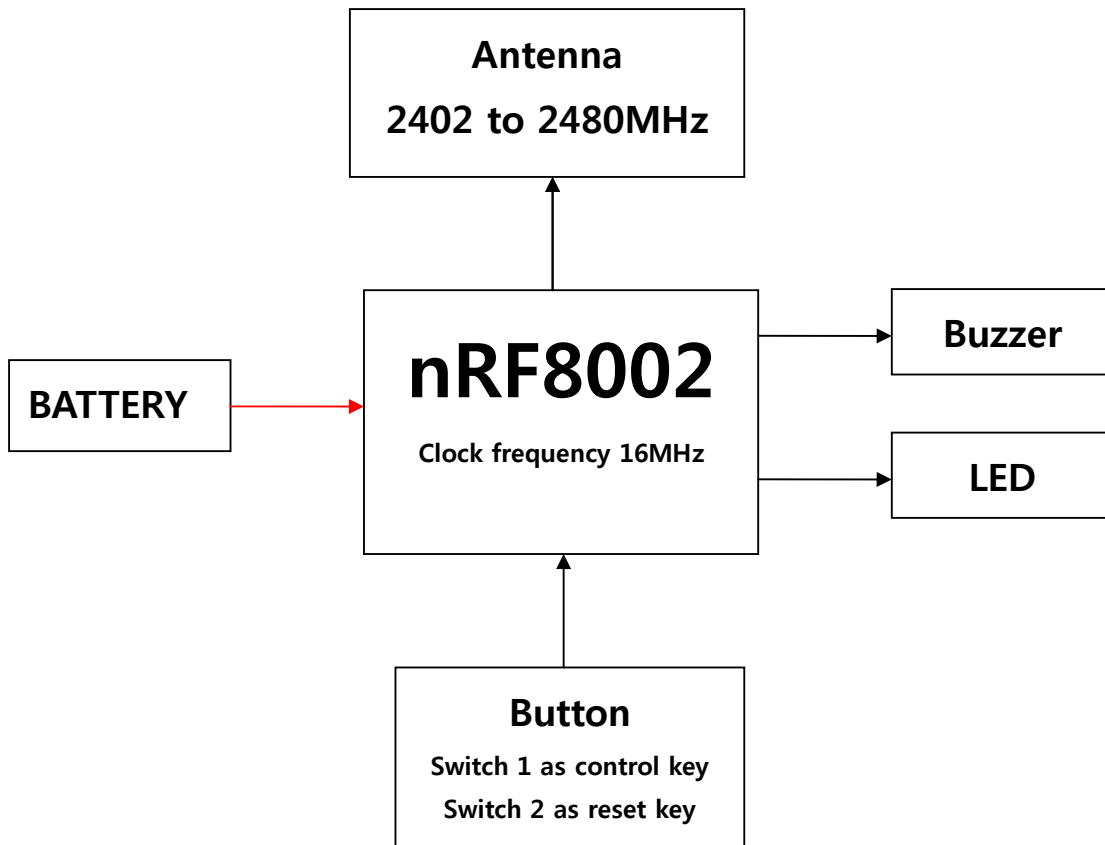 Antenna
2402 to 2480MHz
nRF8002
Clock frequency 16MHz
Buzzer
BATTERY
LED
Button
Switch 1 as control key
Switch 2 as reset key